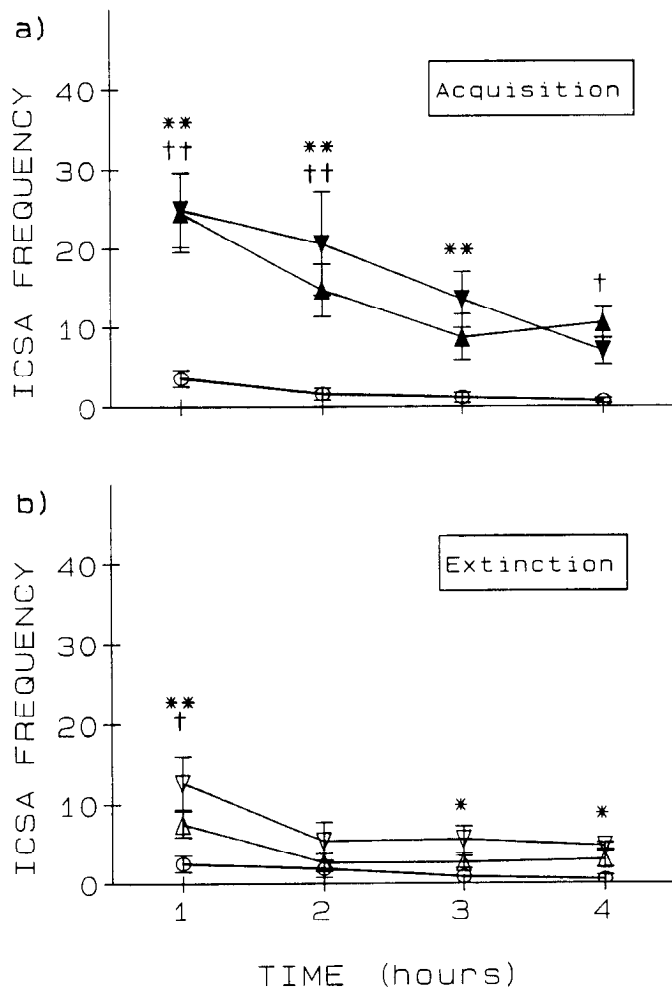 a)
Acquisition
ICSA FREQUENCY
40
30
20
10
0
**
††
**
††
**
†
b)
Extinction
ICSA FREQUENCY
40
30
20
10
0
**
†
*
*
1 2 3 4
TIME (hours)